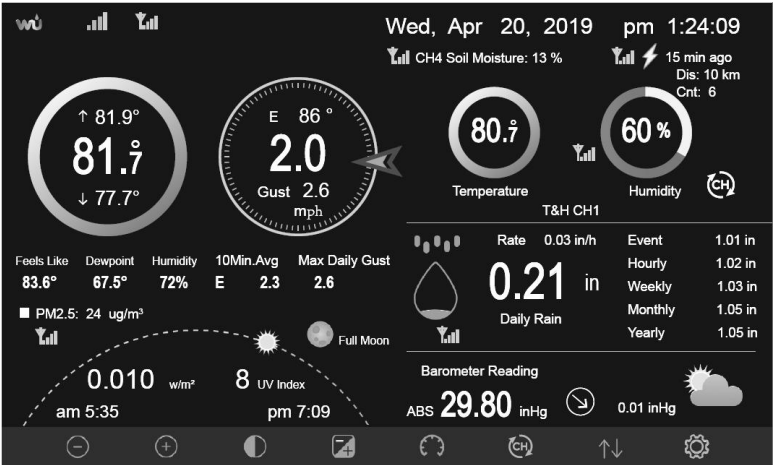 wu
Wed, Apr 20, 2019 pm 1:24:09
CH4 Soil Moisture: 13 %
15 min ago
Dis: 10 km
Cnt: 6
↑ 81.9°
81.7°
↓ 77.7°
E 86 °
2.0
Gust 2.6
mph
80.7°
Temperature
60 %
Humidity
CH
T&H CH1
Feels Like Dewpoint Humidity 10Min.Avg Max Daily Gust
83.6° 67.5° 72% E 2.3 2.6
PM2.5: 24 ug/m³
Full Moon
0.010 w/m² 8 UV Index
am 5:35 pm 7:09
Rate 0.03 in/h
0.21 in
Daily Rain
Event 1.01 in
Hourly 1.02 in
Weekly 1.03 in
Monthly 1.05 in
Yearly 1.05 in
Barometer Reading
ABS 29.80 inHg 0.01 inHg
CH